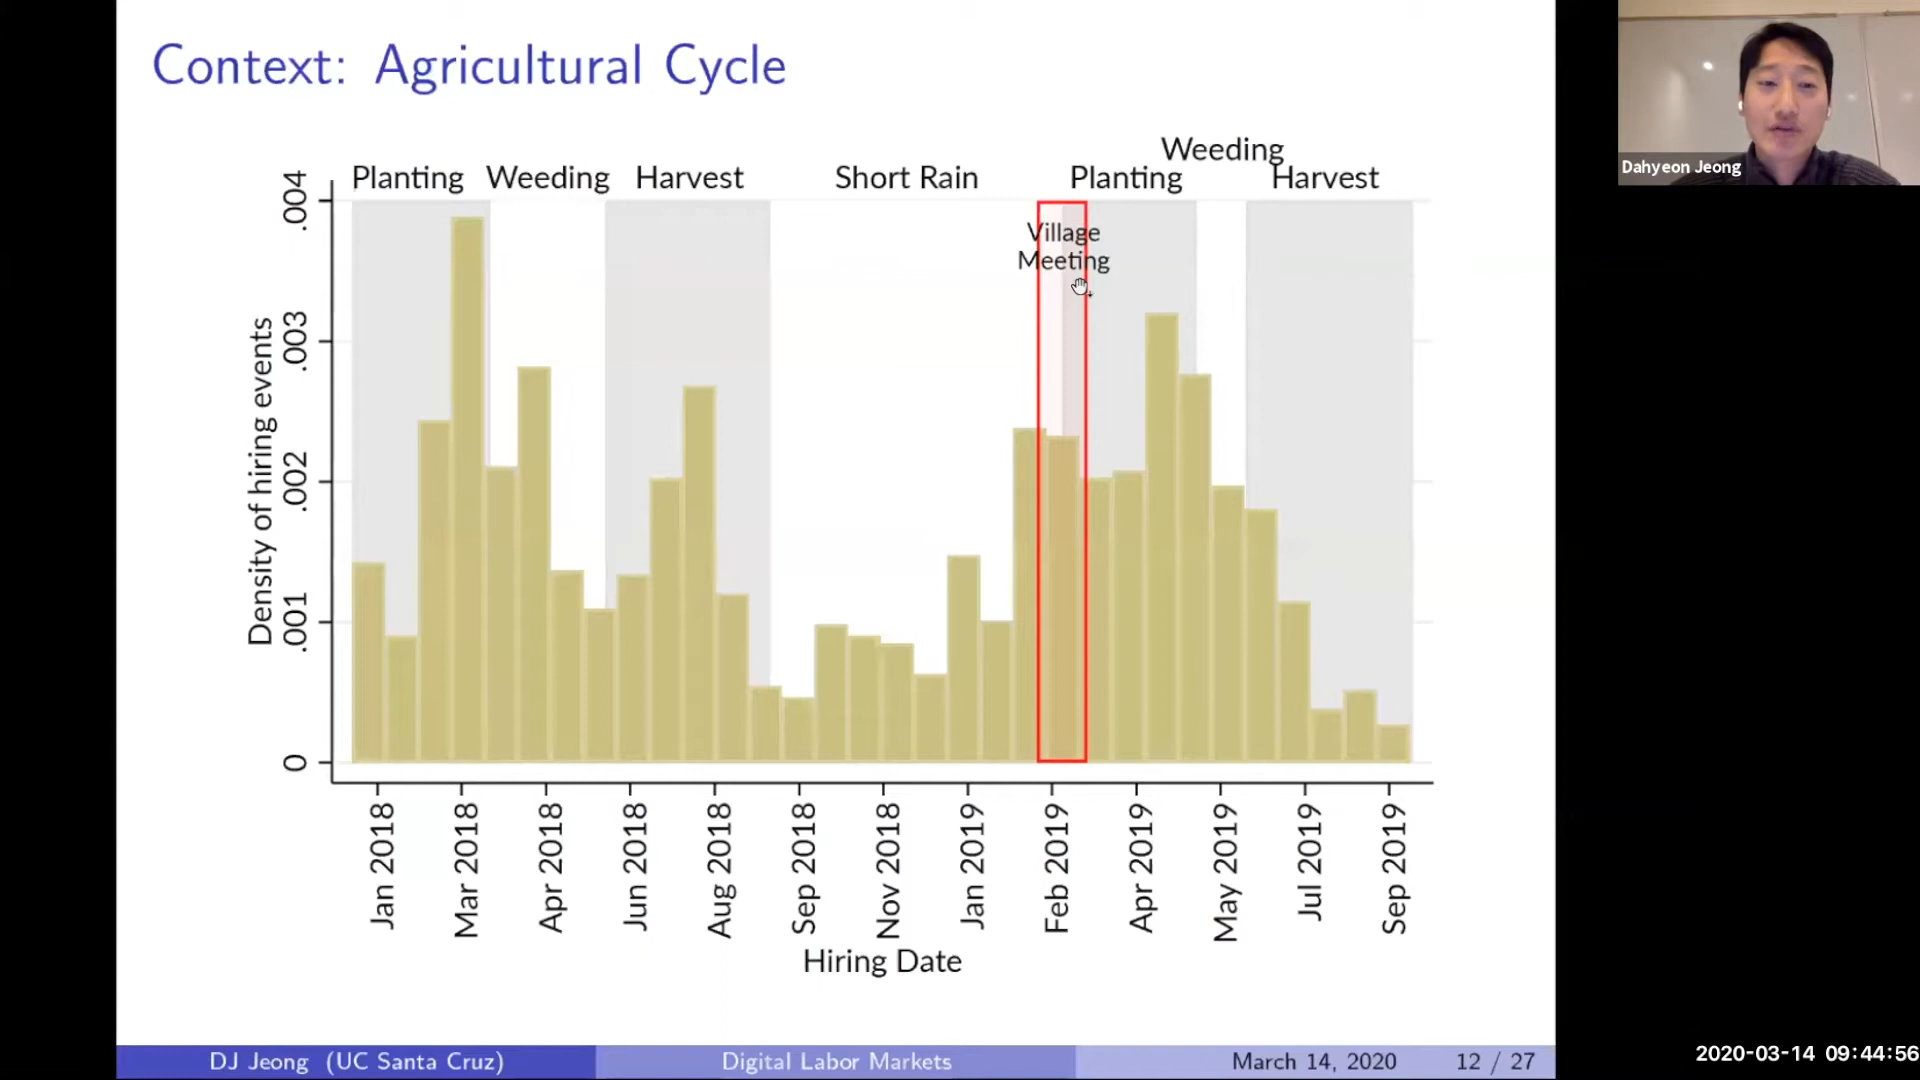 Context: Agricultural Cycle
Weeding
Planting Weeding Harvest Short Rain Planting Harvest
Village
Meeting
Density of hiring events
.004
.003
.002
.001
0
Jan 2018
Mar 2018
Apr 2018
Jun 2018
Aug 2018
Sep 2018
Nov 2018
Jan 2019
Feb 2019
Apr 2019
May 2019
Jul 2019
Sep 2019
Hiring Date
DJ Jeong (UC Santa Cruz) Digital Labor Markets March 14, 2020 12 / 27
Dahyeon Jeong
2020-03-14 09:44:56